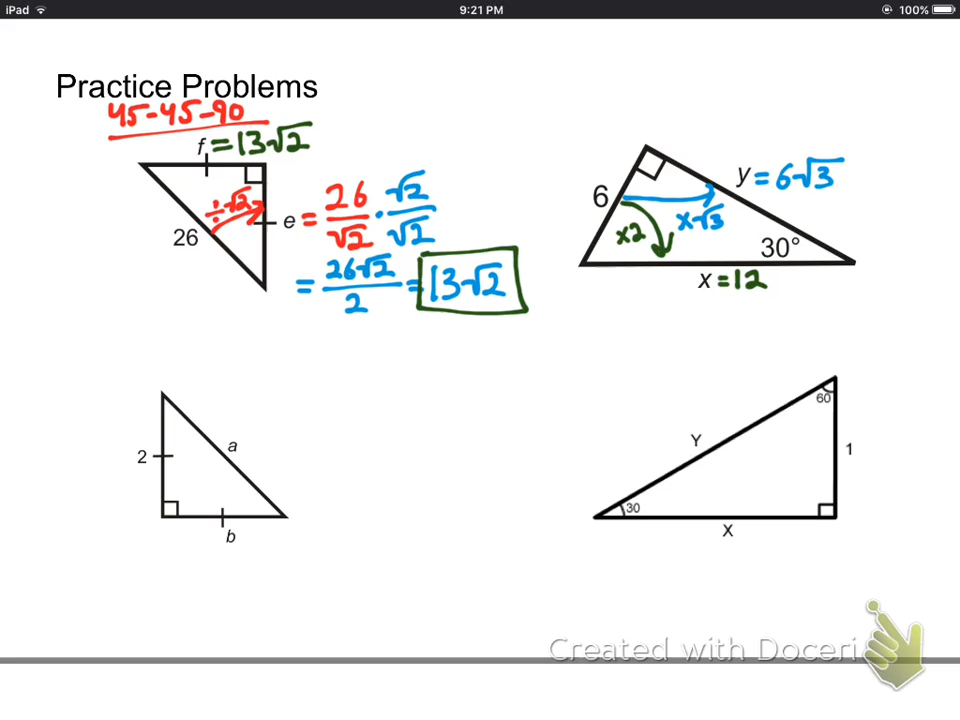 iPad 9:21 PM 100%
Practice Problems
45-45-90
f = 13√2
÷√2
26
e = 26/√2 · √2/√2
= 26√2/2 = 13√2
6
y = 6√3
x√3
x2
30°
x = 12
2
a
b
60
Y
1
30
X
Created with Doceri